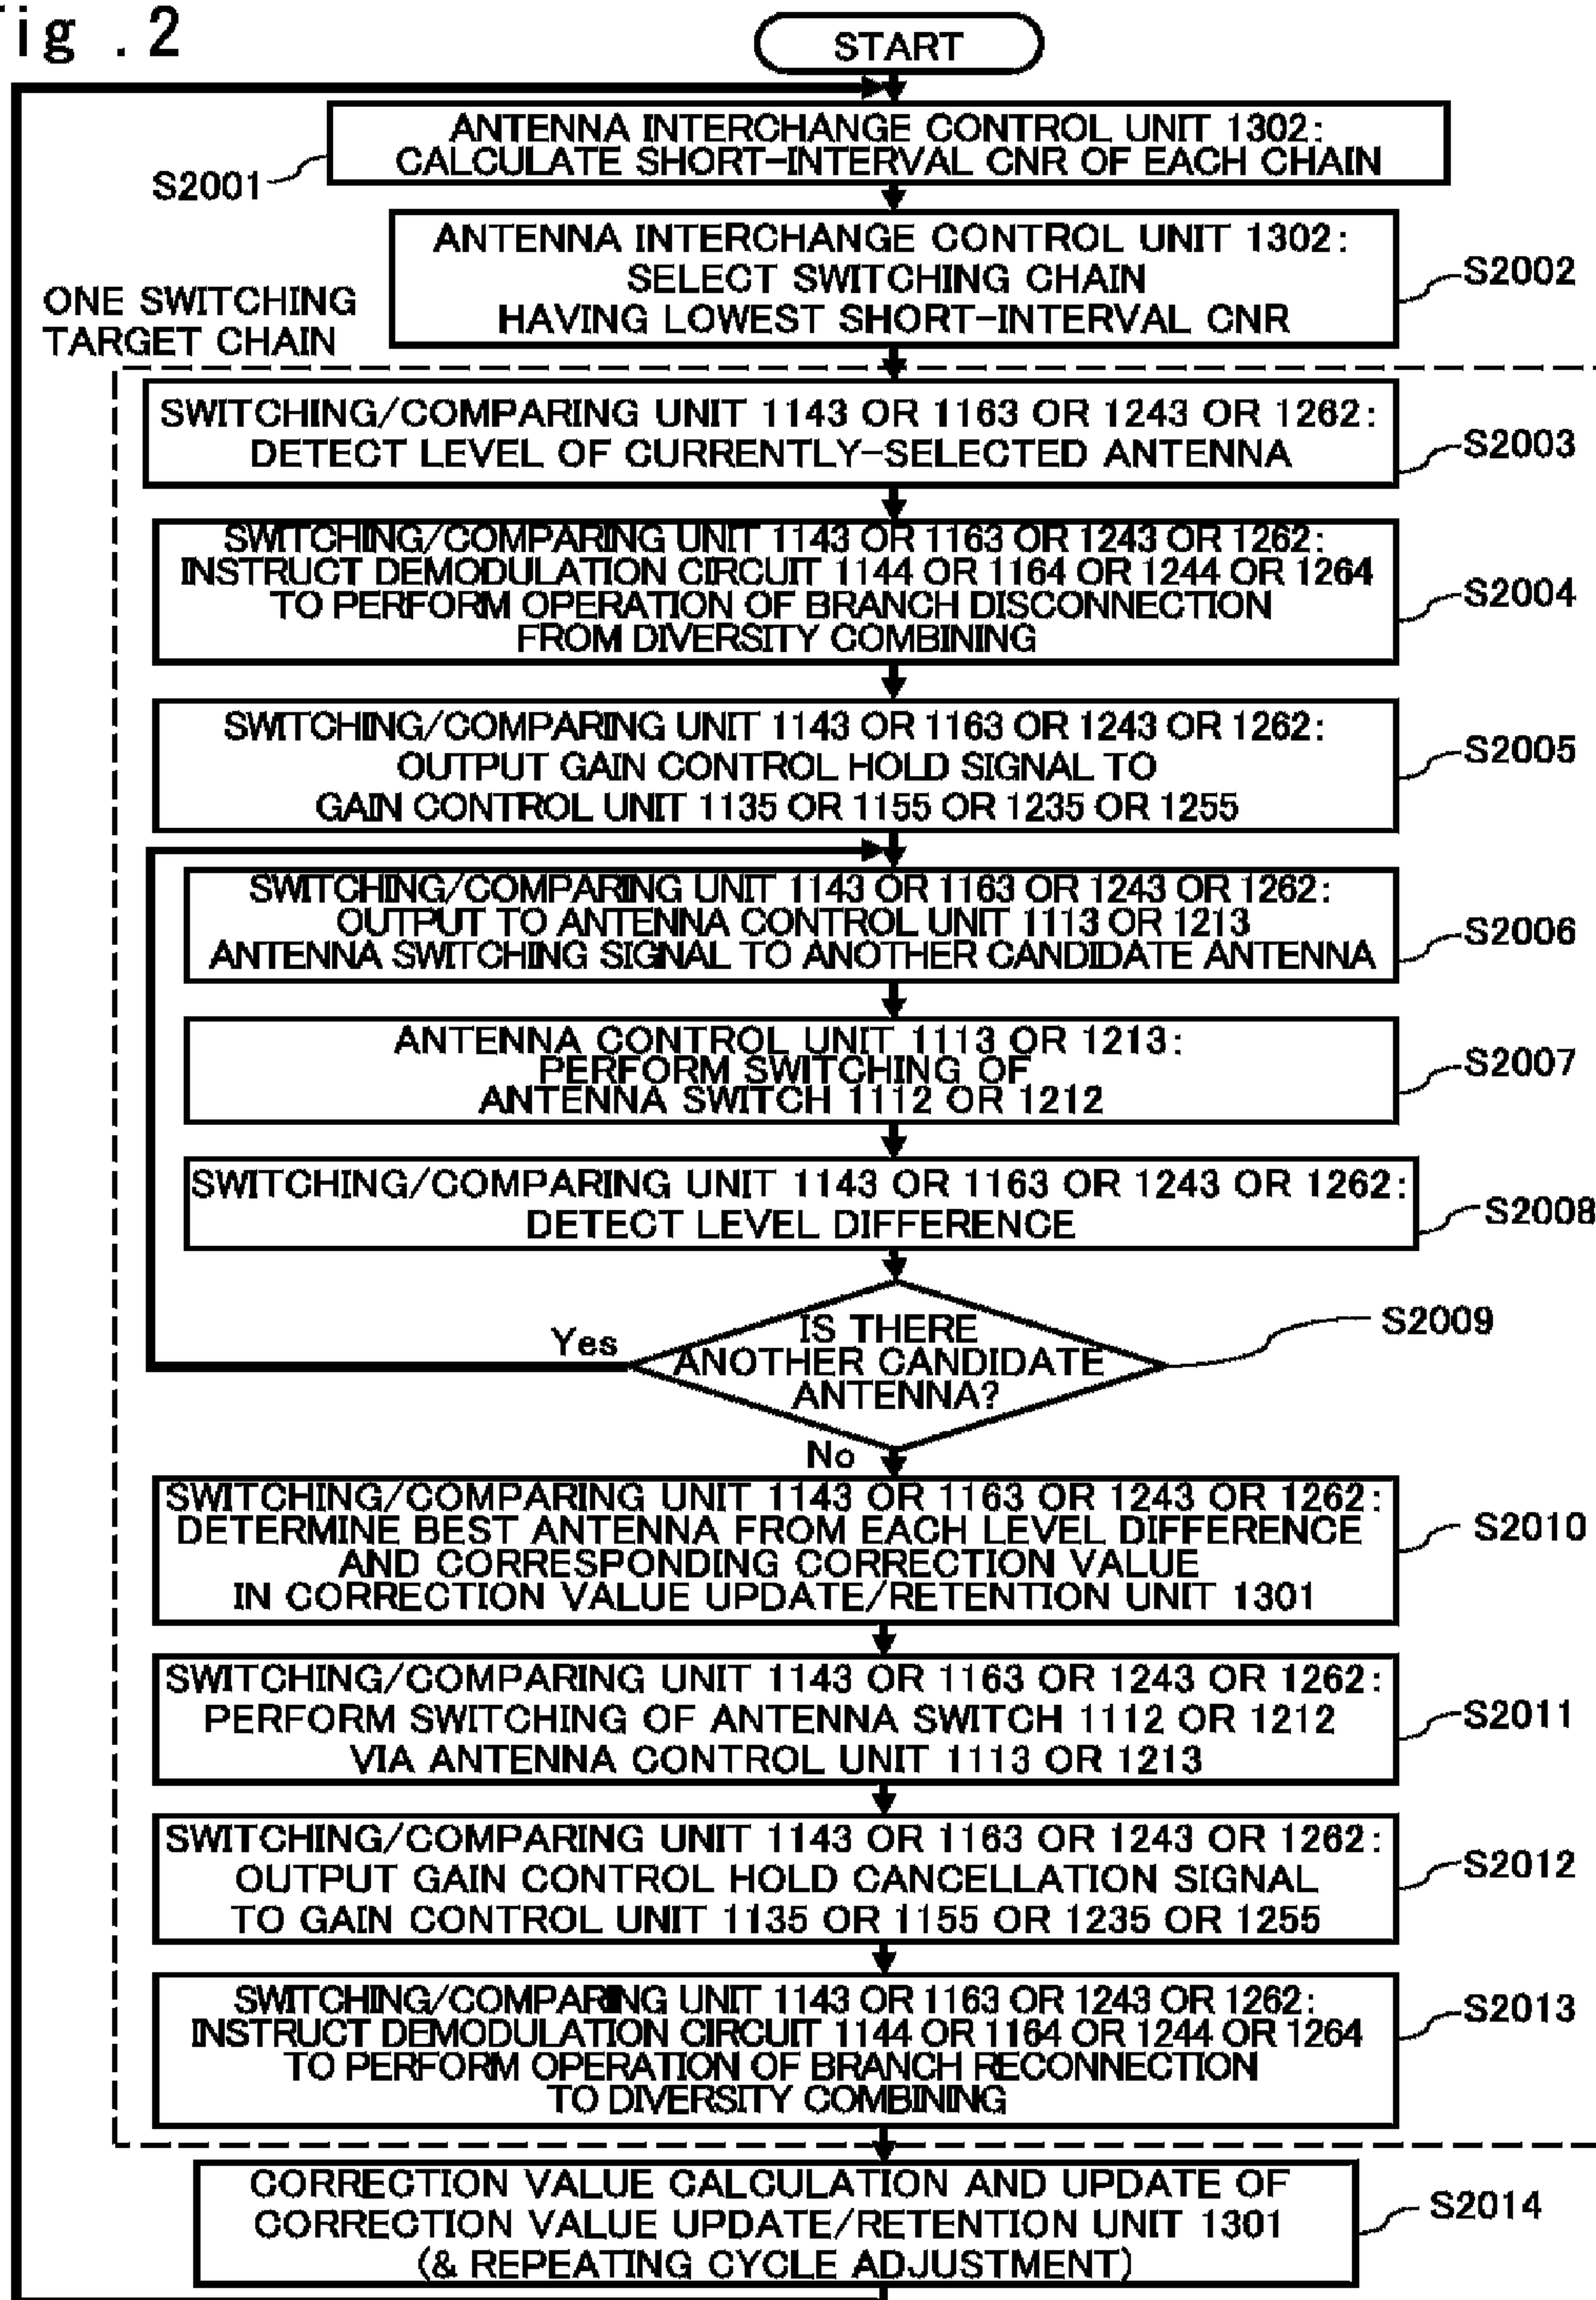 ig .2
START
ANTENNA INTERCHANGE CONTROL UNIT 1302:
CALCULATE SHORT-INTERVAL CNR OF EACH CHAIN
S2001
ANTENNA INTERCHANGE CONTROL UNIT 1302:
SELECT SWITCHING CHAIN
HAVING LOWEST SHORT-INTERVAL CNR
S2002
ONE SWITCHING
TARGET CHAIN
SWITCHING/COMPARING UNIT 1143 OR 1163 OR 1243 OR 1262:
DETECT LEVEL OF CURRENTLY-SELECTED ANTENNA
S2003
SWITCHING/COMPARING UNIT 1143 OR 1163 OR 1243 OR 1262:
INSTRUCT DEMODULATION CIRCUIT 1144 OR 1164 OR 1244 OR 1264
TO PERFORM OPERATION OF BRANCH DISCONNECTION
FROM DIVERSITY COMBINING
S2004
SWITCHING/COMPARING UNIT 1143 OR 1163 OR 1243 OR 1262:
OUTPUT GAIN CONTROL HOLD SIGNAL TO
GAIN CONTROL UNIT 1135 OR 1155 OR 1235 OR 1255
S2005
SWITCHING/COMPARING UNIT 1143 OR 1163 OR 1243 OR 1262:
OUTPUT TO ANTENNA CONTROL UNIT 1113 OR 1213
ANTENNA SWITCHING SIGNAL TO ANOTHER CANDIDATE ANTENNA
S2006
ANTENNA CONTROL UNIT 1113 OR 1213:
PERFORM SWITCHING OF
ANTENNA SWITCH 1112 OR 1212
S2007
SWITCHING/COMPARING UNIT 1143 OR 1163 OR 1243 OR 1262:
DETECT LEVEL DIFFERENCE
S2008
IS THERE
ANOTHER CANDIDATE
ANTENNA?
S2009
Yes
No
SWITCHING/COMPARING UNIT 1143 OR 1163 OR 1243 OR 1262:
DETERMINE BEST ANTENNA FROM EACH LEVEL DIFFERENCE
AND CORRESPONDING CORRECTION VALUE
IN CORRECTION VALUE UPDATE/RETENTION UNIT 1301
S2010
SWITCHING/COMPARING UNIT 1143 OR 1163 OR 1243 OR 1262:
PERFORM SWITCHING OF ANTENNA SWITCH 1112 OR 1212
VIA ANTENNA CONTROL UNIT 1113 OR 1213
S2011
SWITCHING/COMPARING UNIT 1143 OR 1163 OR 1243 OR 1262:
OUTPUT GAIN CONTROL HOLD CANCELLATION SIGNAL
TO GAIN CONTROL UNIT 1135 OR 1155 OR 1235 OR 1255
S2012
SWITCHING/COMPARING UNIT 1143 OR 1163 OR 1243 OR 1262:
INSTRUCT DEMODULATION CIRCUIT 1144 OR 1164 OR 1244 OR 1264
TO PERFORM OPERATION OF BRANCH RECONNECTION
TO DIVERSITY COMBINING
S2013
CORRECTION VALUE CALCULATION AND UPDATE OF
CORRECTION VALUE UPDATE/RETENTION UNIT 1301
(& REPEATING CYCLE ADJUSTMENT)
S2014